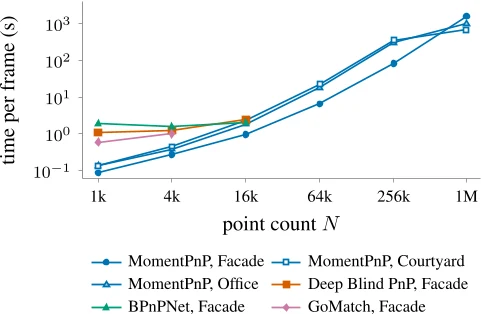 time per frame (s)
10³
10²
10¹
10⁰
10⁻¹
1k 4k 16k 64k 256k 1M
point count N
MomentPnP, Facade MomentPnP, Courtyard
MomentPnP, Office Deep Blind PnP, Facade
BPnPNet, Facade GoMatch, Facade